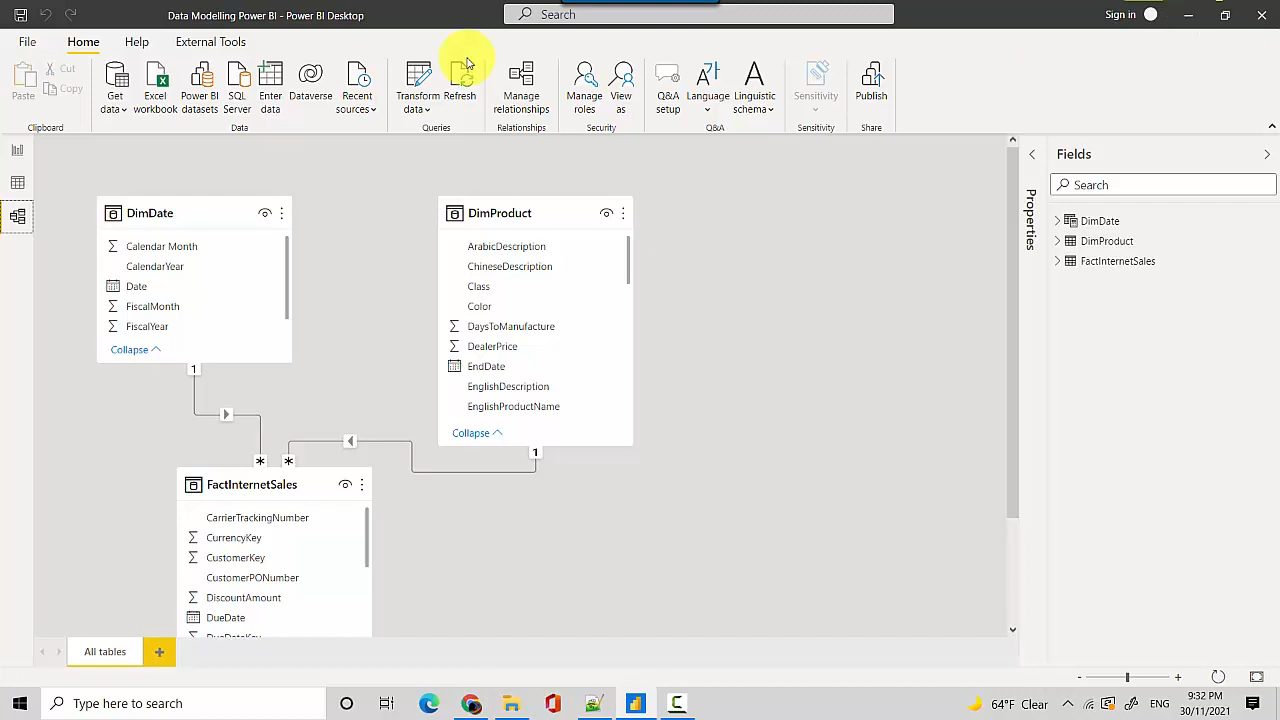 Data Modelling Power BI - Power BI Desktop
Search
Sign in
File
Home
Help
External Tools
Paste
Cut
Copy
Clipboard
Get data
Excel workbook
Power BI datasets
SQL Server
Enter data
Dataverse
Recent sources
Data
Transform data
Refresh
Queries
Manage relationships
Relationships
Manage roles
View as
Security
Q&A setup
Language
Linguistic schema
Q&A
Sensitivity
Sensitivity
Publish
Share
DimDate
Calendar Month
CalendarYear
Date
FiscalMonth
FiscalYear
Collapse
1
DimProduct
ArabicDescription
ChineseDescription
Class
Color
DaysToManufacture
DealerPrice
EndDate
EnglishDescription
EnglishProductName
Collapse
1
*
*
FactInternetSales
CarrierTrackingNumber
CurrencyKey
CustomerKey
CustomerPONumber
DiscountAmount
DueDate
DueDateKey
Properties
Fields
Search
DimDate
DimProduct
FactInternetSales
All tables
+
-
+
Type here to search
64°F Clear
ENG
9:32 PM
30/11/2021